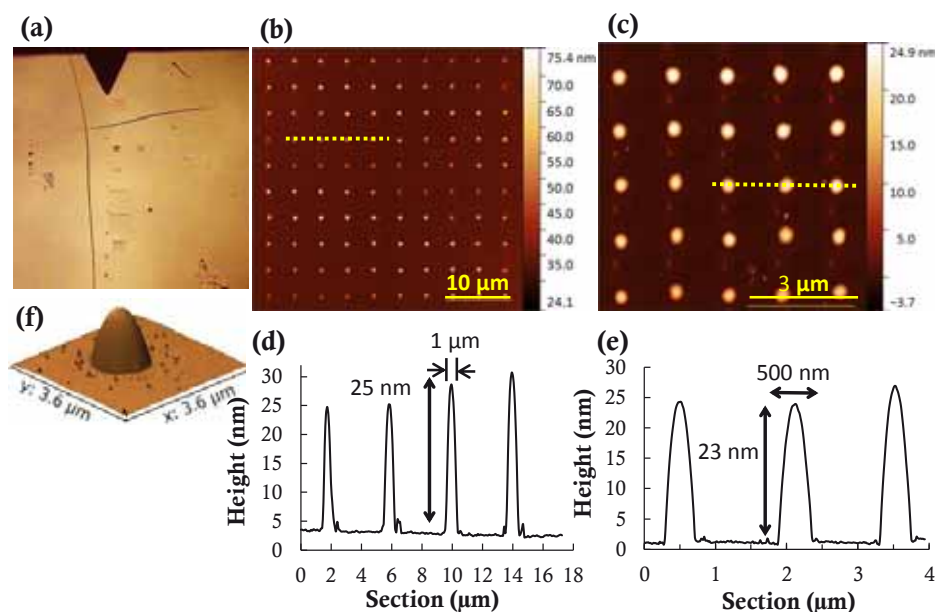 (a)
(b)
75.4 nm
70.0
65.0
60.0
55.0
50.0
45.0
40.0
35.0
30.0
24.1
10 µm
(c)
24.9 nm
20.0
15.0
10.0
5.0
-3.7
3 µm
(f)
y: 3.6 µm
x: 3.6 µm
(d)
1 µm
25 nm
Height (nm)
30
25
20
15
10
5
0
0 2 4 6 8 10 12 14 16 18
Section (µm)
(e)
500 nm
23 nm
Height (nm)
30
25
20
15
10
5
0
0 1 2 3 4
Section (µm)